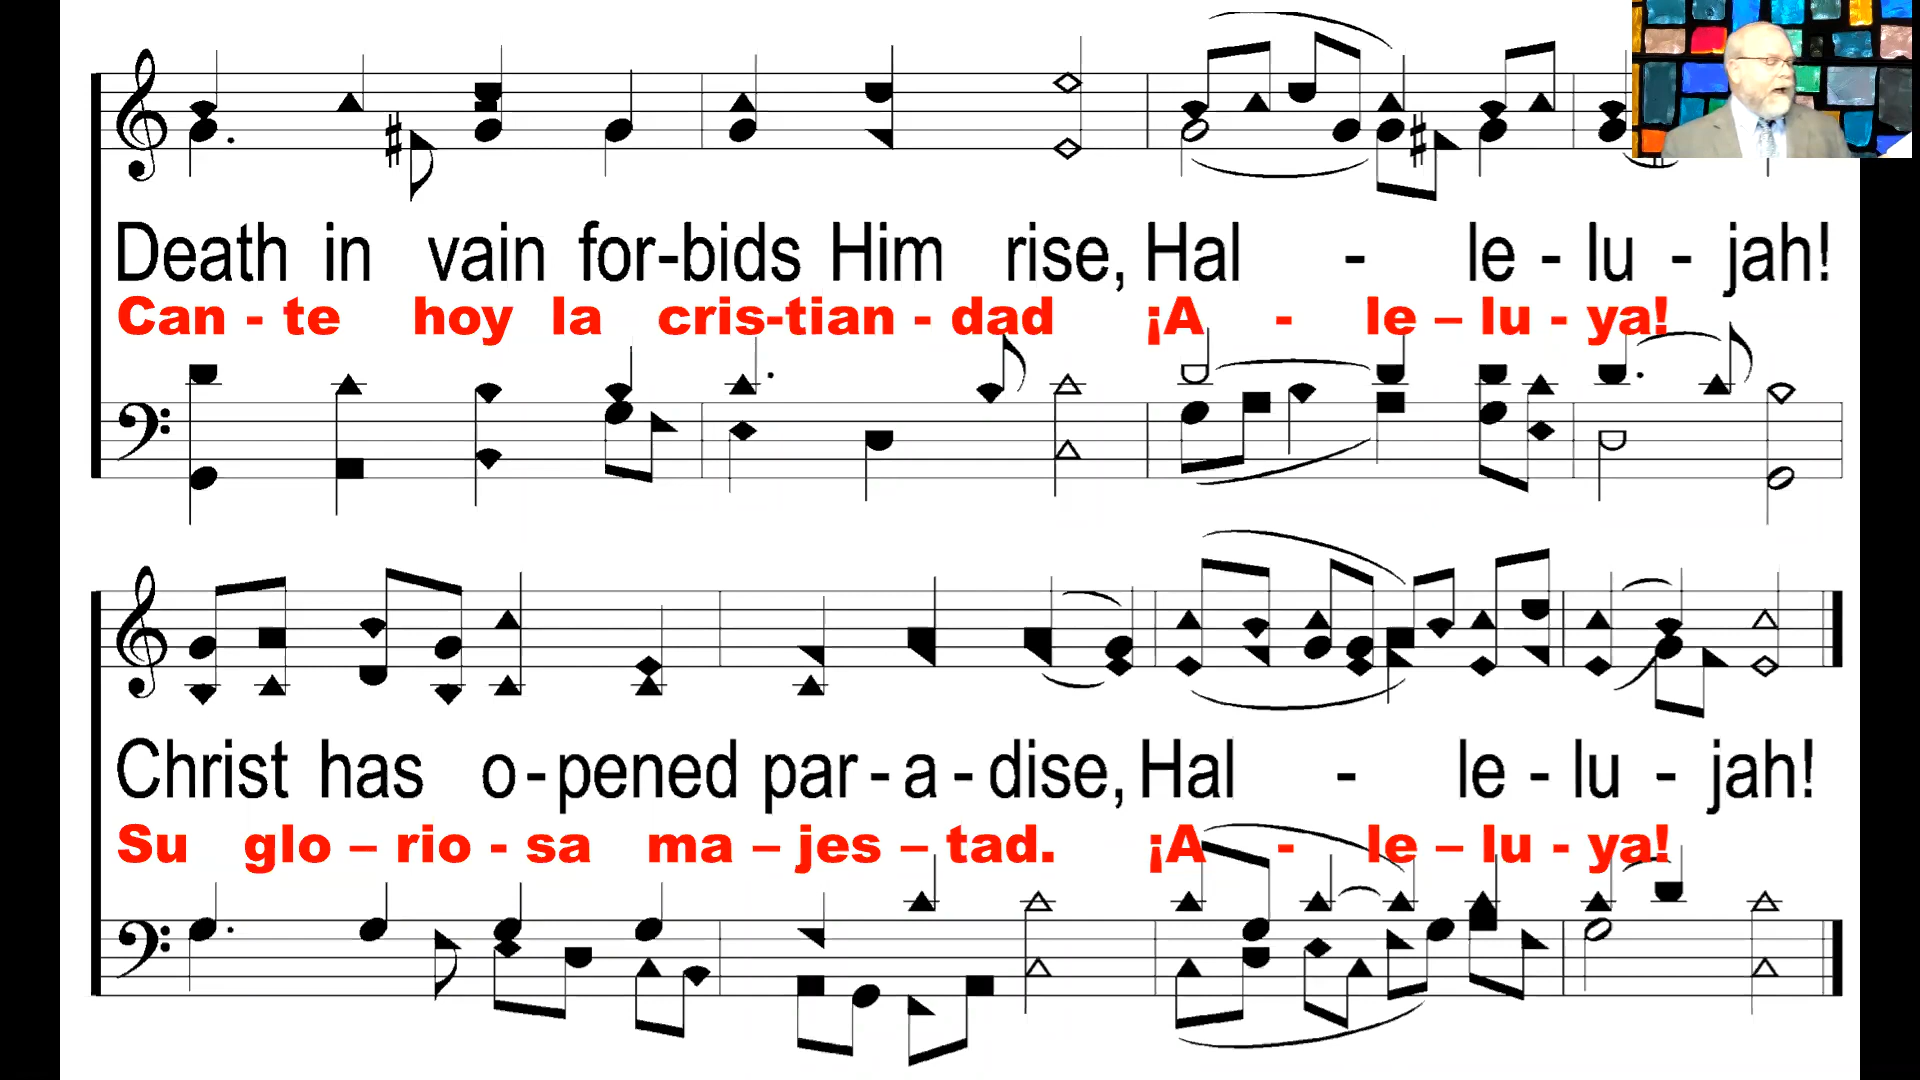 Death in vain for-bids Him rise, Hal - le - lu - jah!
Can - te hoy la cris-tian - dad ¡A - le – lu - ya!
Christ has o-pened par-a-dise, Hal - le - lu - jah!
Su glo – rio - sa ma – jes – tad. ¡A - le – lu - ya!